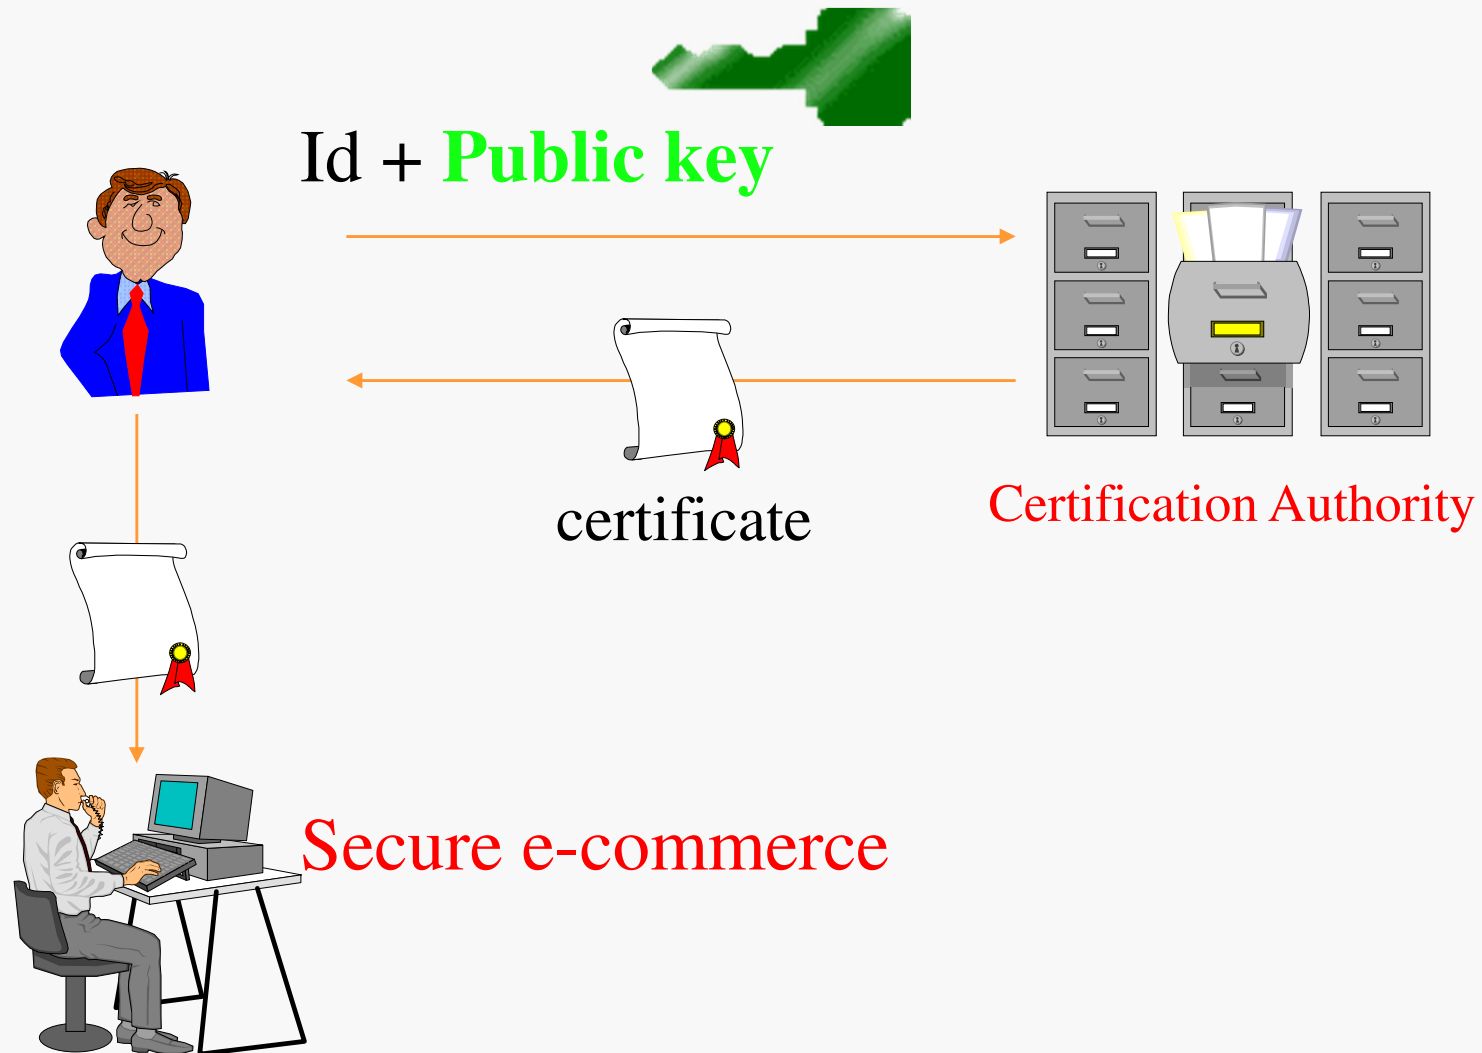 Id + Public key
certificate
Certification Authority
Secure e-commerce